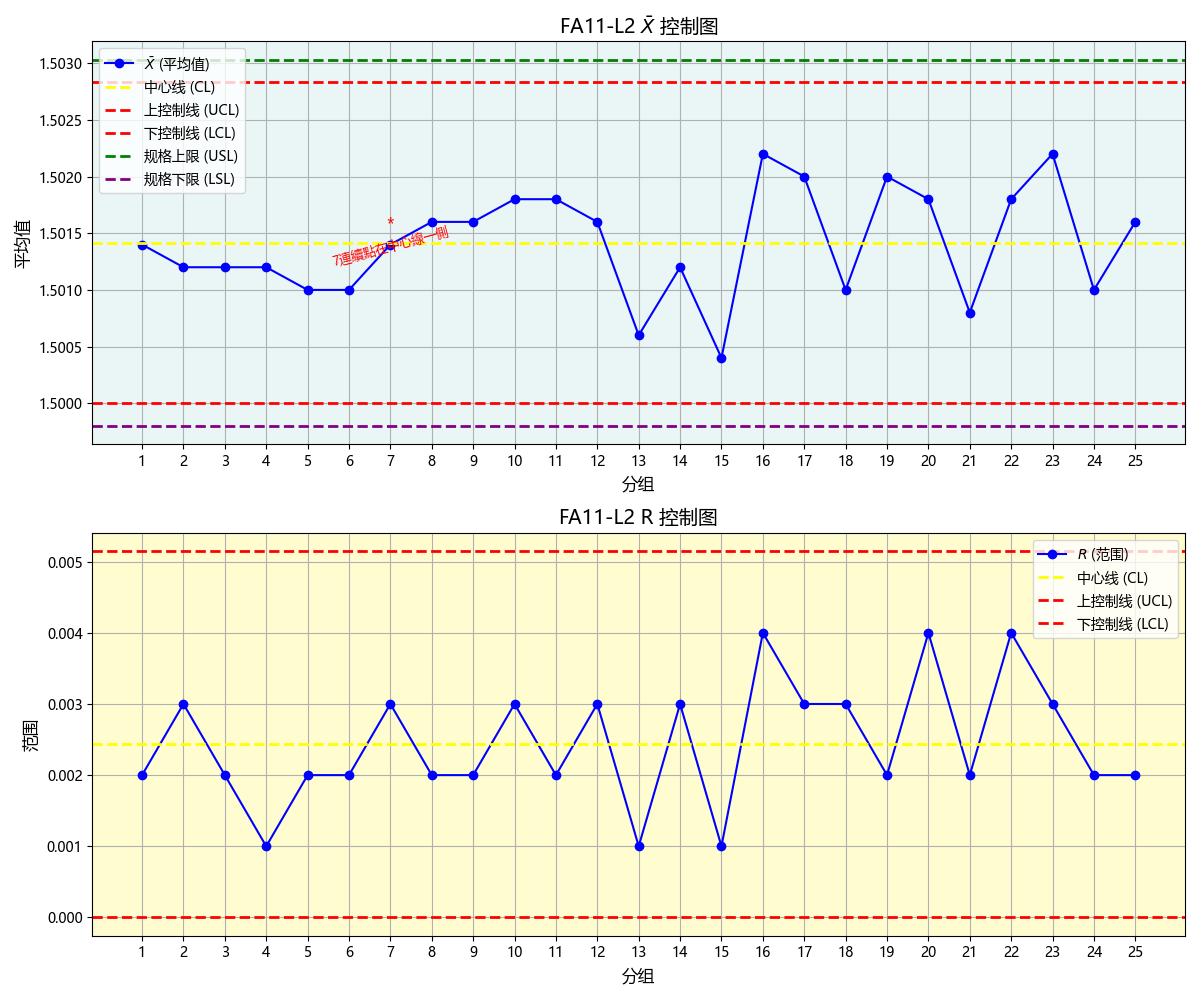 FA11-L2 X̄ 控制图
X̄ (平均值)
中心线 (CL)
上控制线 (UCL)
下控制线 (LCL)
规格上限 (USL)
规格下限 (LSL)
平均值
1.5030
1.5025
1.5020
1.5015
1.5010
1.5005
1.5000
*
7連續點在中心線一側
1 2 3 4 5 6 7 8 9 10 11 12 13 14 15 16 17 18 19 20 21 22 23 24 25
分组
FA11-L2 R 控制图
R (范围)
中心线 (CL)
上控制线 (UCL)
下控制线 (LCL)
范围
0.005
0.004
0.003
0.002
0.001
0.000
1 2 3 4 5 6 7 8 9 10 11 12 13 14 15 16 17 18 19 20 21 22 23 24 25
分组